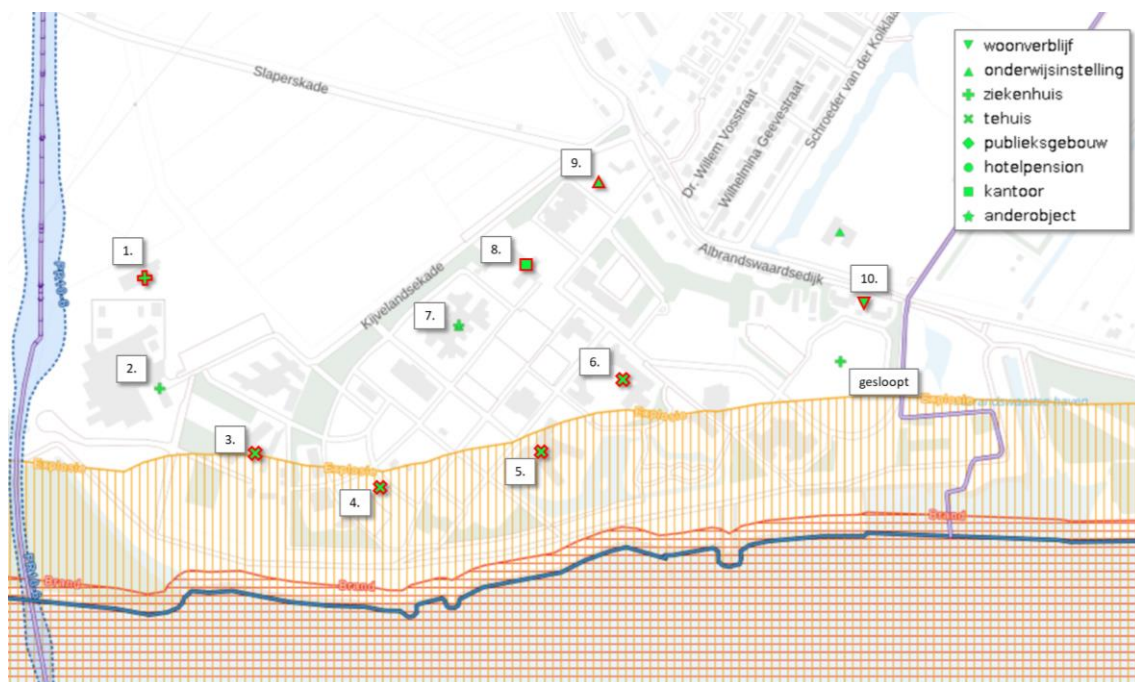 woonverblijf
onderwijsinstelling
ziekenhuis
tehuis
publieksgebouw
hotelpension
kantoor
anderobject
Slaperskade
Dr. Willem Vosstraat
Wilhelmina Geevestraat
Schroeder van der Kolklaan
9.
1.
8.
Albrandswaardsedijk
10.
Kijvelandsekade
7.
2.
6.
gesloopt
Explosie
3.
Explosie
Explosie
5.
Explosie
4.
Brand
Brand
Brand